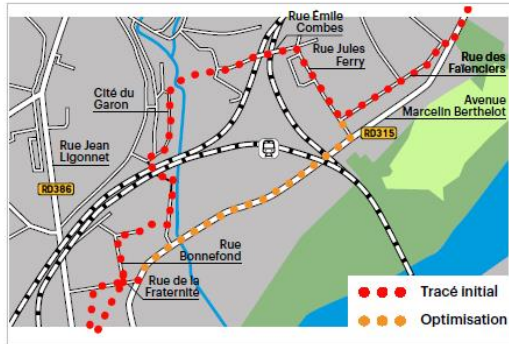 Rue Émile
Combes
Rue Jules
Ferry
Rue des
Faïenciers
Cité du
Garon
Avenue
Marcelin Berthelot
RD315
Rue Jean
Ligonnet
RD386
Rue
Bonnefond
Rue de la
Fraternité
Tracé initial
Optimisation